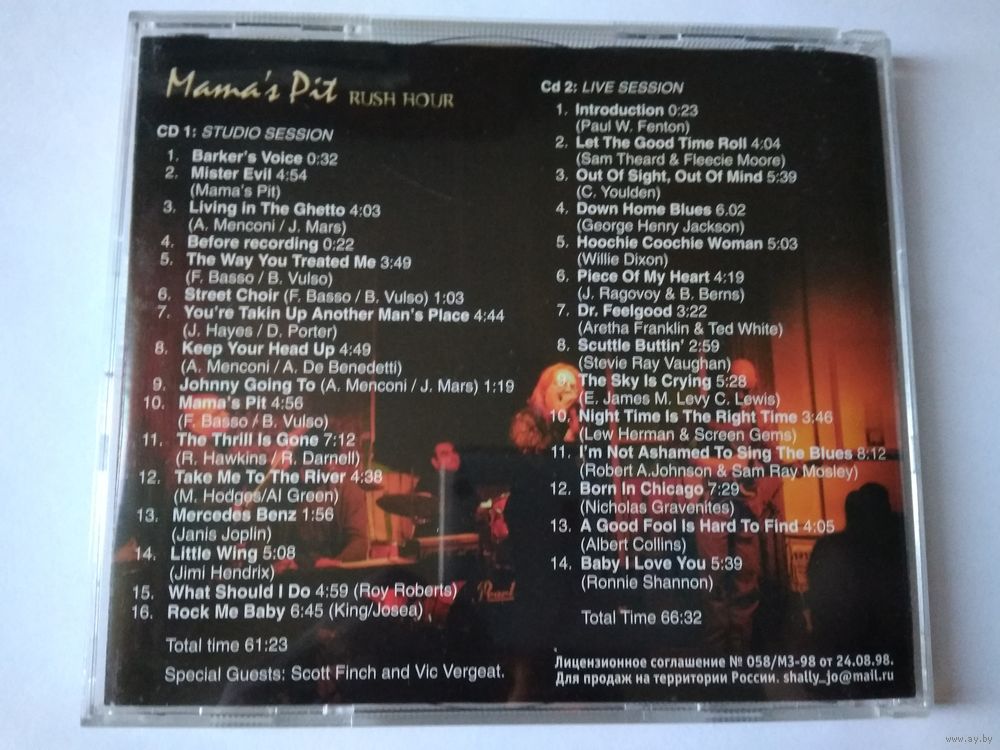 Mama's Pit RUSH HOUR
CD 1: STUDIO SESSION
1. Barker's Voice 0:32
2. Mister Evil 4:54
(Mama's Pit)
3. Living in The Ghetto 4:03
(A. Menconi / J. Mars)
4. Before recording 0:22
5. The Way You Treated Me 3:49
(F. Basso / B. Vulso)
6. Street Choir (F. Basso / B. Vulso) 1:03
7. You're Takin Up Another Man's Place 4:44
(J. Hayes / D. Porter)
8. Keep Your Head Up 4:49
(A. Menconi / A. De Benedetti)
9. Johnny Going To (A. Menconi / J. Mars) 1:19
10. Mama's Pit 4:56
(F. Basso / B. Vulso)
11. The Thrill Is Gone 7:12
(R. Hawkins / R. Darnell)
12. Take Me To The River 4:38
(M. Hodges/Al Green)
13. Mercedes Benz 1:56
(Janis Joplin)
14. Little Wing 5:08
(Jimi Hendrix)
15. What Should I Do 4:59 (Roy Roberts)
16. Rock Me Baby 6:45 (King/Josea)
Total time 61:23
Special Guests: Scott Finch and Vic Vergeat.
Cd 2: LIVE SESSION
1. Introduction 0:23
(Paul W. Fenton)
2. Let The Good Time Roll 4:04
(Sam Theard & Fleecie Moore)
3. Out Of Sight, Out Of Mind 5:39
(C. Youlden)
4. Down Home Blues 6.02
(George Henry Jackson)
5. Hoochie Coochie Woman 5:03
(Willie Dixon)
6. Piece Of My Heart 4:19
(J. Ragovoy & B. Berns)
7. Dr. Feelgood 3:22
(Aretha Franklin & Ted White)
8. Scuttle Buttin' 2:59
(Stevie Ray Vaughan)
9. The Sky Is Crying 5:28
(E. James M. Levy C. Lewis)
10. Night Time Is The Right Time 3:46
(Lew Herman & Screen Gems)
11. I'm Not Ashamed To Sing The Blues 8:12
(Robert A.Johnson & Sam Ray Mosley)
12. Born In Chicago 7:29
(Nicholas Gravenites)
13. A Good Fool Is Hard To Find 4:05
(Albert Collins)
14. Baby I Love You 5:39
(Ronnie Shannon)
Total Time 66:32
Pearl
Лицензионное соглашение № 058/МЗ-98 от 24.08.98.
Для продаж на территории России. shally_jo@mail.ru
www.ay.by